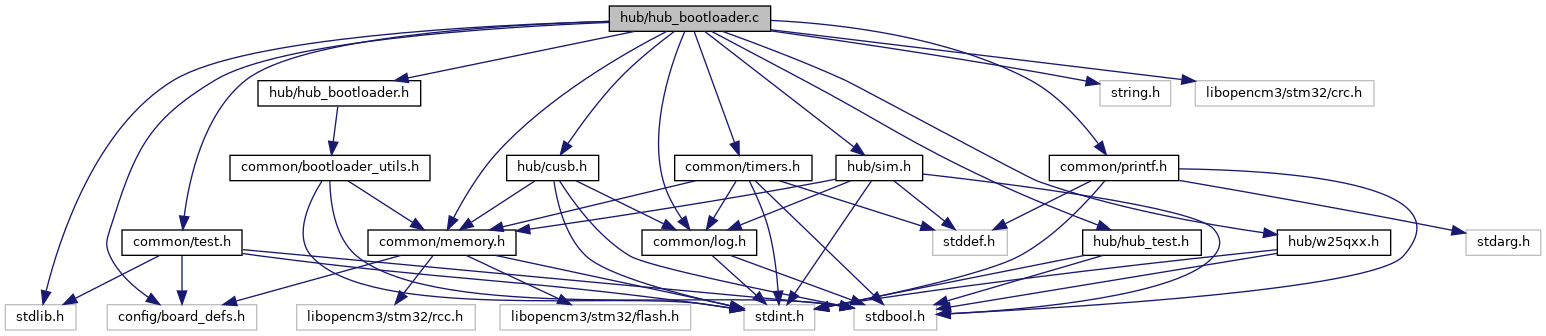 hub/hub_bootloader.c
hub/hub_bootloader.h
string.h
libopencm3/stm32/crc.h
common/bootloader_utils.h
hub/cusb.h
common/timers.h
hub/sim.h
common/printf.h
common/test.h
common/memory.h
common/log.h
stddef.h
hub/hub_test.h
hub/w25qxx.h
stdarg.h
stdlib.h
config/board_defs.h
libopencm3/stm32/rcc.h
libopencm3/stm32/flash.h
stdint.h
stdbool.h